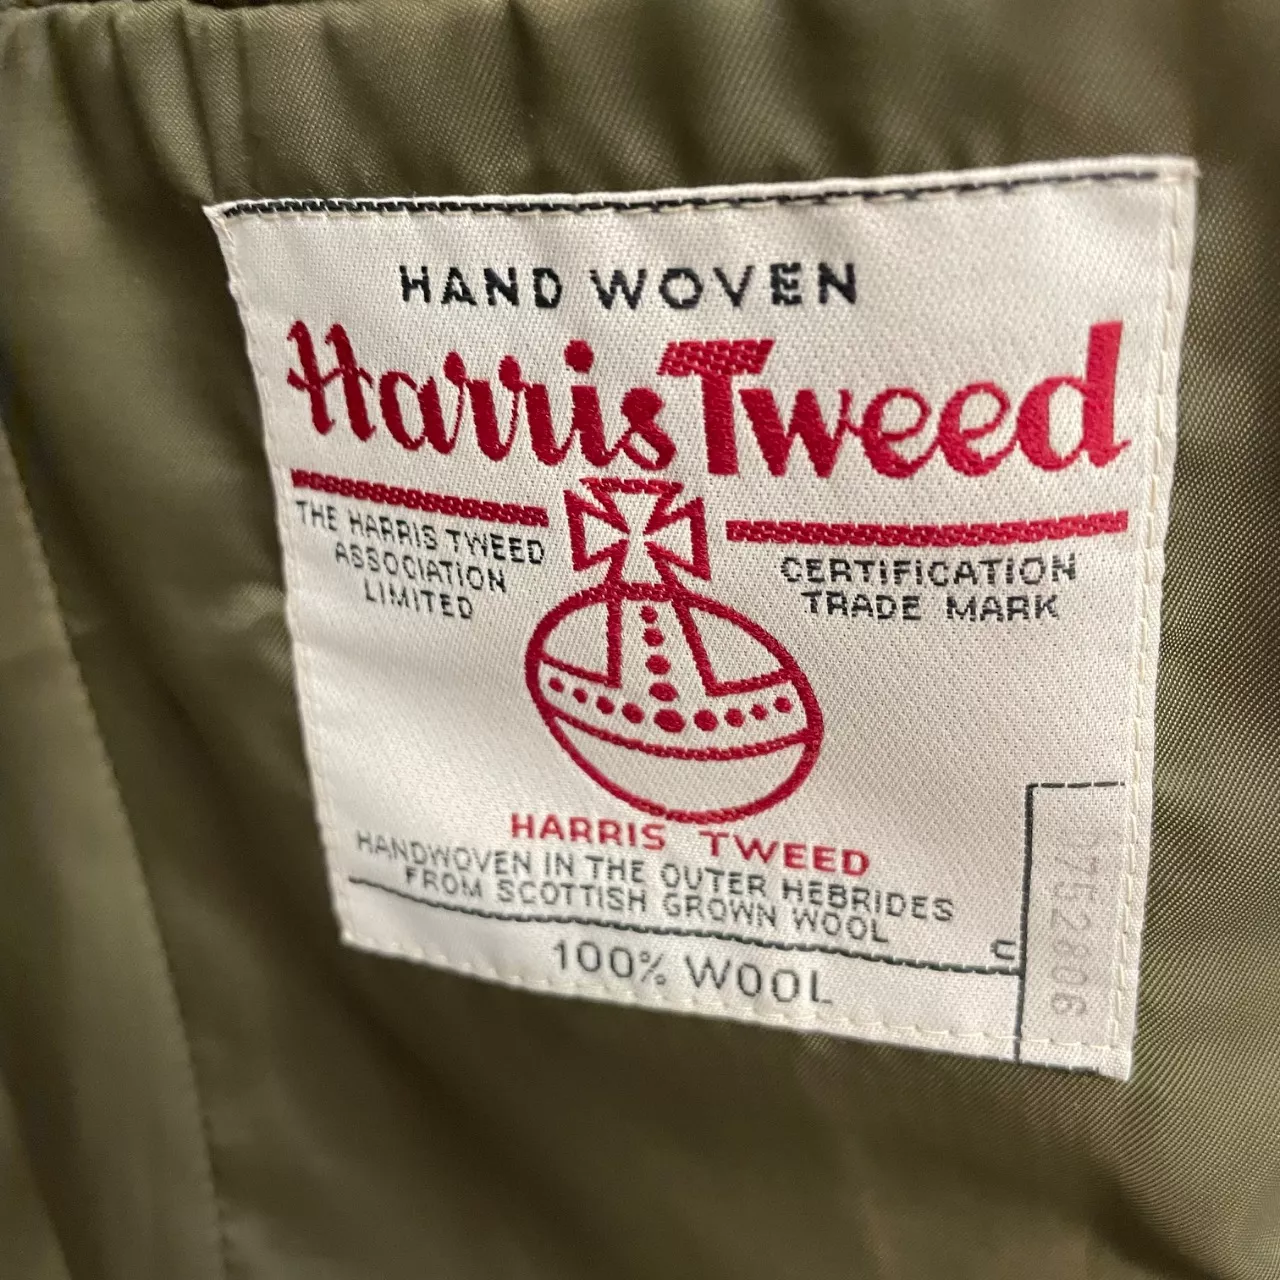 HAND WOVEN
Harris Tweed
THE HARRIS TWEED
ASSOCIATION
LIMITED
CERTIFICATION
TRADE MARK
HARRIS TWEED
HANDWOVEN IN THE OUTER HEBRIDES
FROM SCOTTISH GROWN WOOL
100% WOOL